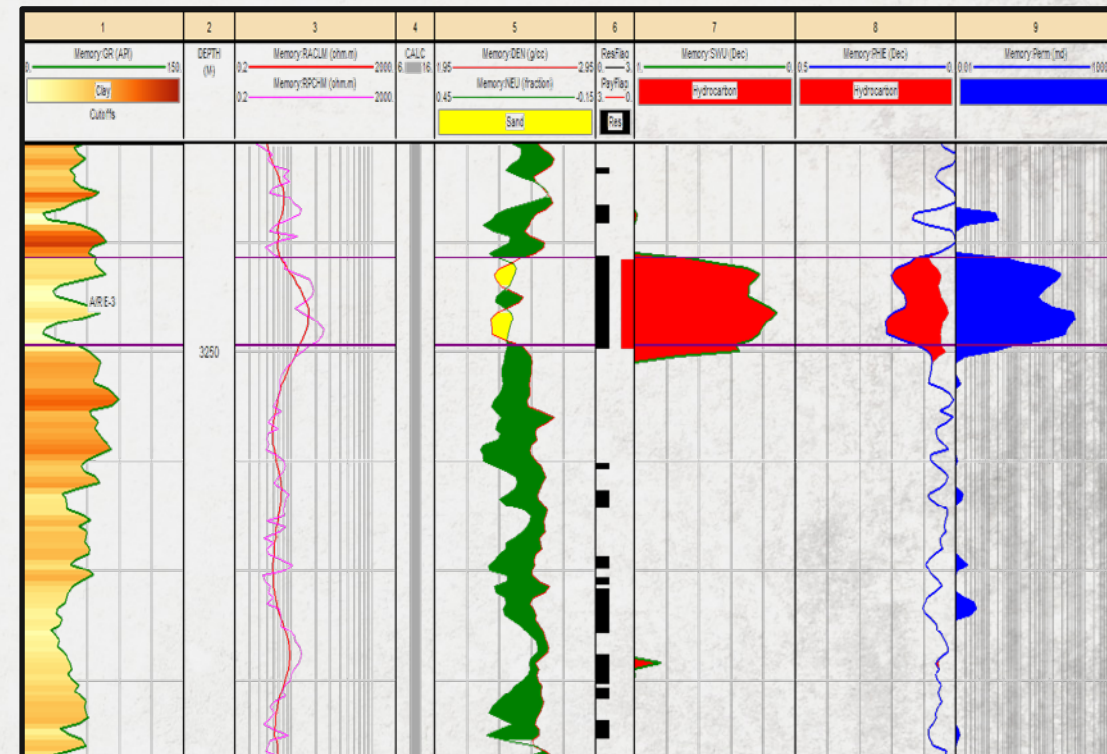 1 2 3 4 5 6 7 8 9
Memory:GR (API) DEPTH Memory:RACLM (ohm.m) CALC Memory:DEN (g/cc) ResFlag Memory:SWU (Dec) Memory:PHIE (Dec) Memory:Perm (md)
0. 150. (M) 0.2 2000. 6. 16. 1.95 2.95 0. 3. 1. 0. 0.5 0. 0.01 1000
Clay Memory:RPCHM (ohm.m) Memory:NEU (fraction) PayFlag Hydrocarbon Hydrocarbon
0.2 2000. 0.45 -0.15 3. 0.
Cutoffs Sand Res
A/R E-3
3250